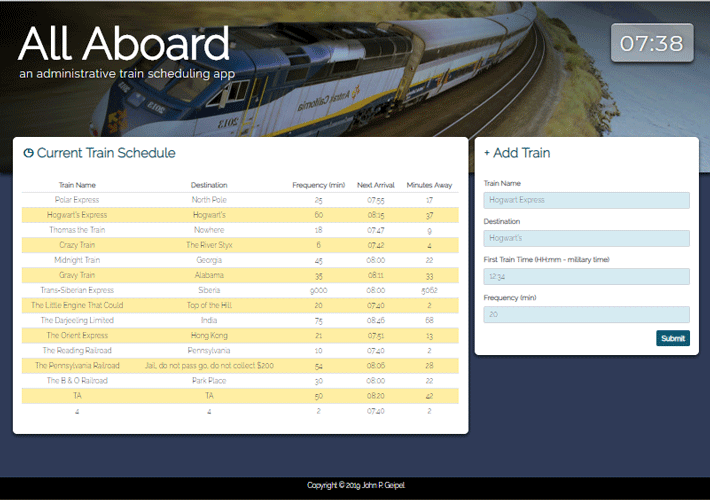 All Aboard
an administrative train scheduling app
07:38
Current Train Schedule
Train Name Destination Frequency (min) Next Arrival Minutes Away
Polar Express North Pole 25 07:55 17
Hogwart's Express Hogwart's 60 08:15 37
Thomas the Train Nowhere 18 07:47 9
Crazy Train The River Styx 6 07:42 4
Midnight Train Georgia 45 08:00 22
Gravy Train Alabama 35 08:11 33
Trans-Siberian Express Siberia 9000 08:00 5062
The Little Engine That Could Top of the Hill 20 07:40 2
The Darjeeling Limited India 75 08:46 68
The Orient Express Hong Kong 21 07:51 13
The Reading Railroad Pennsylvania 10 07:40 2
The Pennsylvania Railroad Jail, do not pass go, do not collect $200 54 08:06 28
The B & O Railroad Park Place 30 08:00 22
TA TA 50 08:20 42
4 4 2 07:40 2
+ Add Train
Train Name
Hogwart Express
Destination
Hogwart's
First Train Time (HH:mm - military time)
12:34
Frequency (min)
20
Submit
Copyright © 2019 John P. Geipel